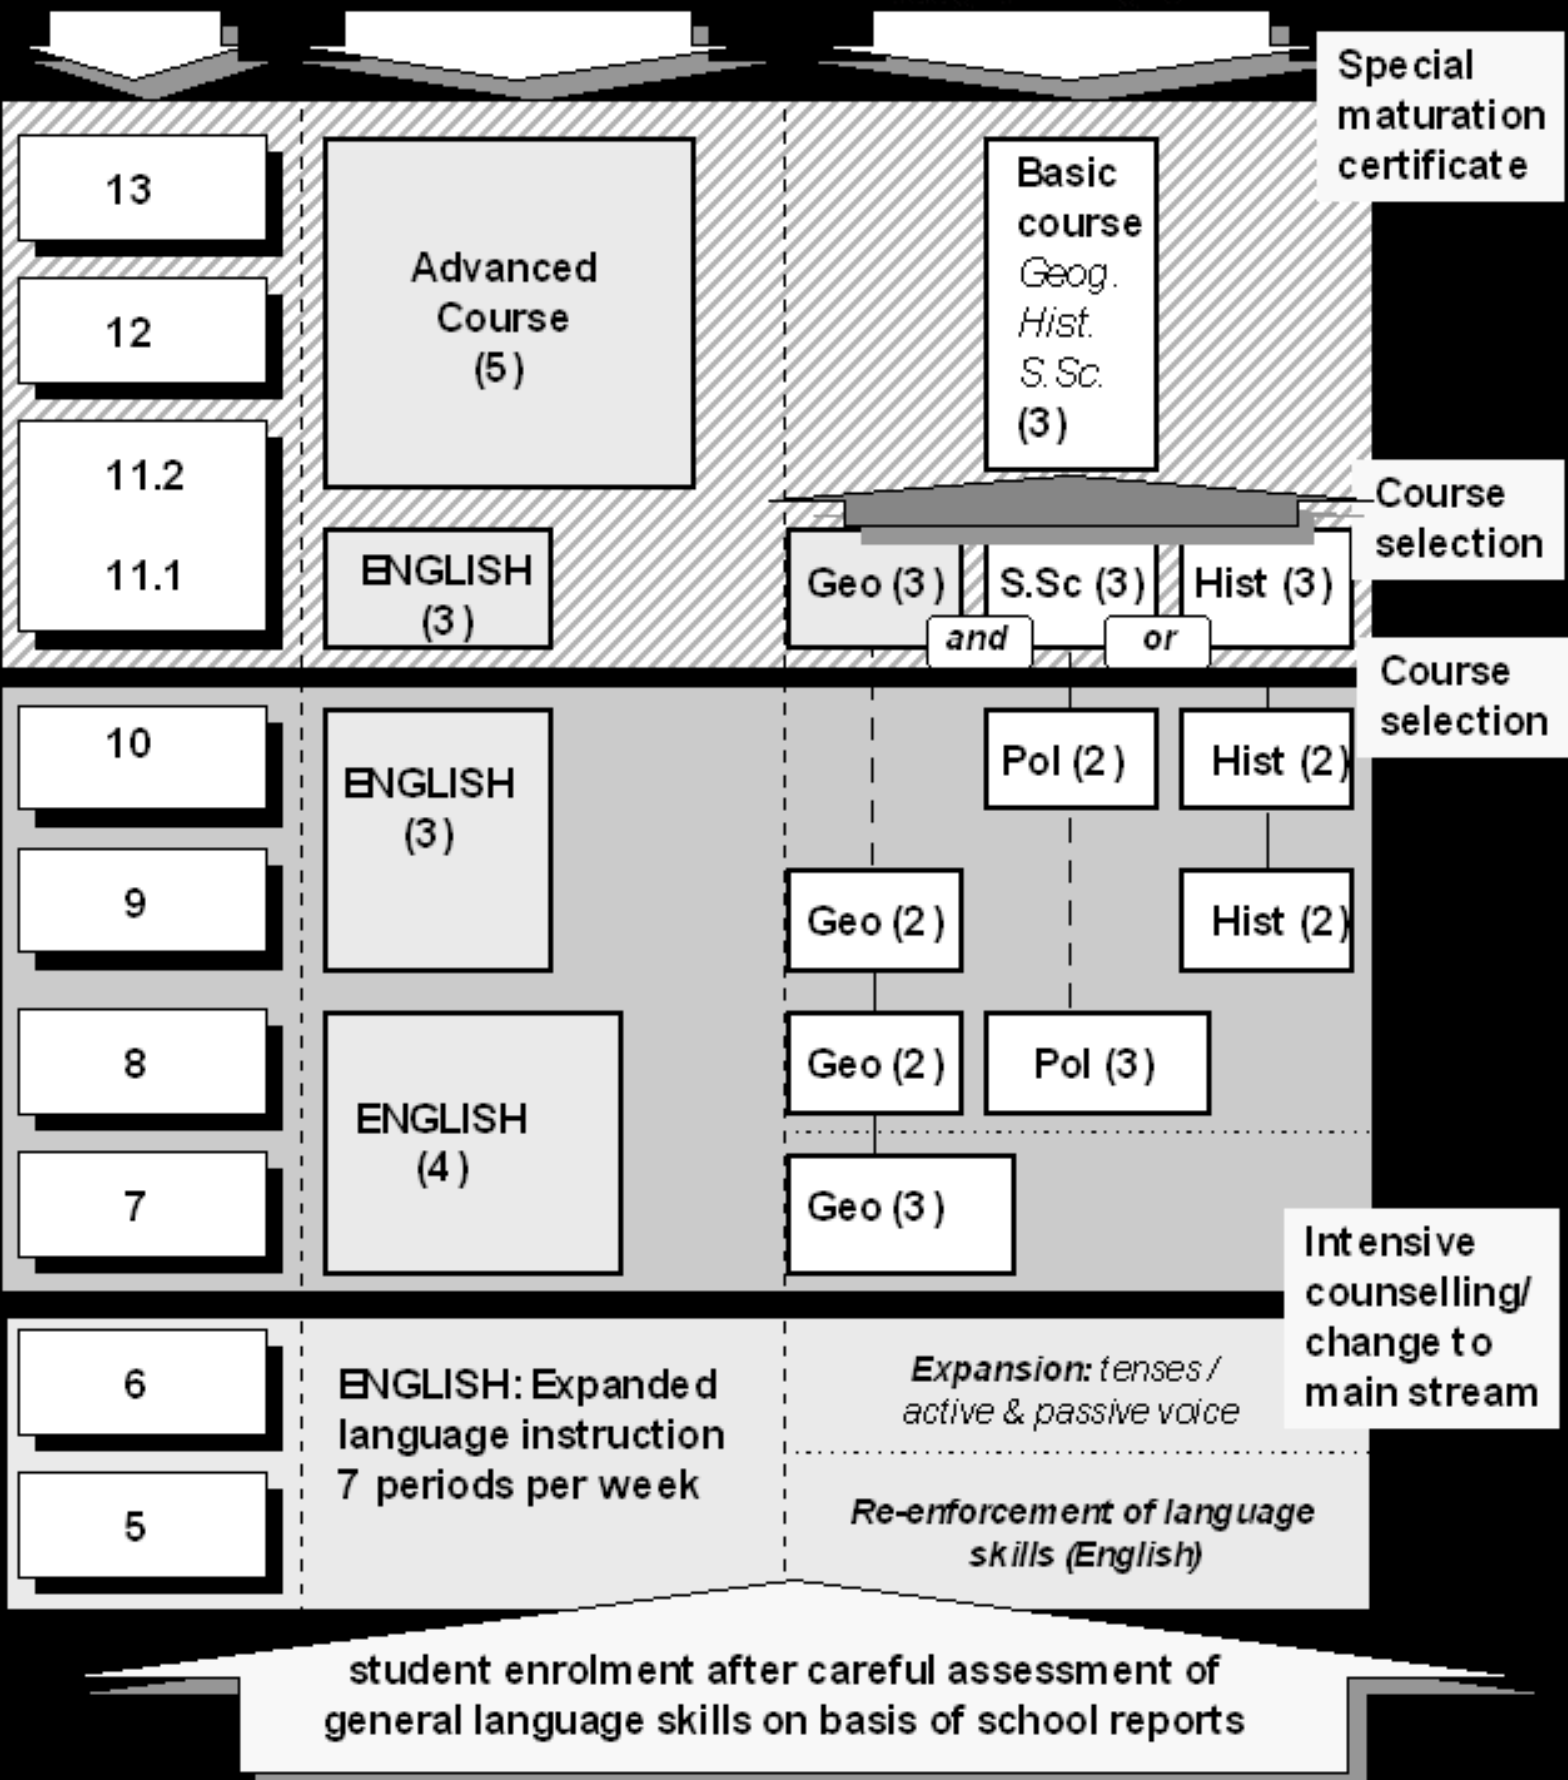 Special
maturation
certificate
13
Advanced
Course
(5)
Basic
course
Geog.
Hist.
S.Sc.
(3)
12
11.2
11.1
Course
selection
ENGLISH
(3)
Geo (3)
S.Sc (3)
Hist (3)
and
or
Course
selection
10
ENGLISH
(3)
Pol (2)
Hist (2)
9
Geo (2)
Hist (2)
8
ENGLISH
(4)
Geo (2)
Pol (3)
7
Geo (3)
Intensive
counselling/
change to
main stream
6
ENGLISH: Expanded
language instruction
7 periods per week
Expansion: tenses /
active & passive voice
5
Re-enforcement of language
skills (English)
student enrolment after careful assessment of
general language skills on basis of school reports